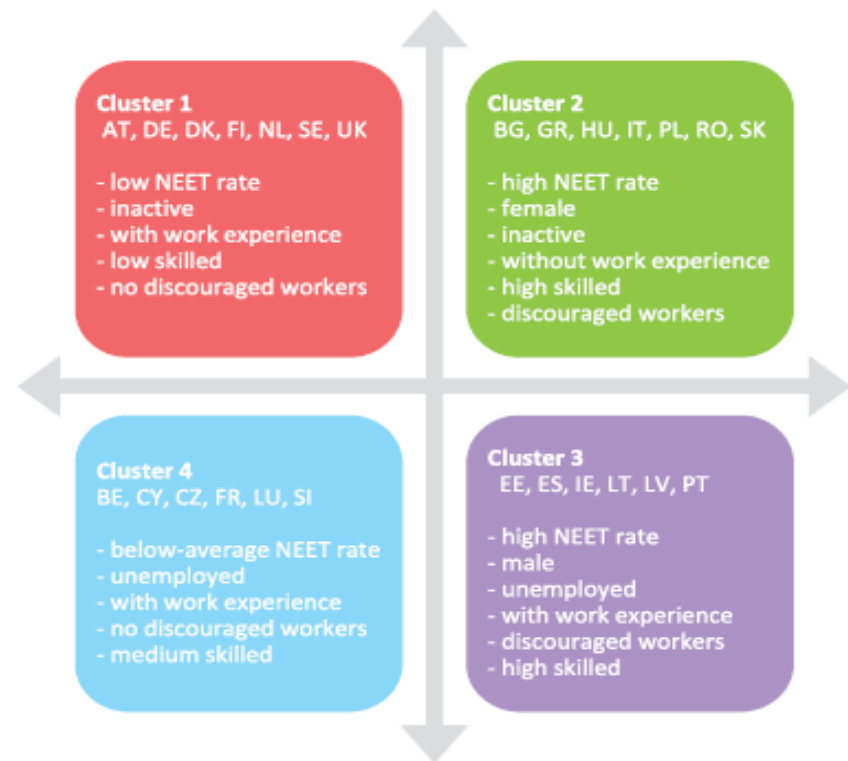 Cluster 1
AT, DE, DK, FI, NL, SE, UK
- low NEET rate
- inactive
- with work experience
- low skilled
- no discouraged workers
Cluster 2
BG, GR, HU, IT, PL, RO, SK
- high NEET rate
- female
- inactive
- without work experience
- high skilled
- discouraged workers
Cluster 4
BE, CY, CZ, FR, LU, SI
- below-average NEET rate
- unemployed
- with work experience
- no discouraged workers
- medium skilled
Cluster 3
EE, ES, IE, LT, LV, PT
- high NEET rate
- male
- unemployed
- with work experience
- discouraged workers
- high skilled